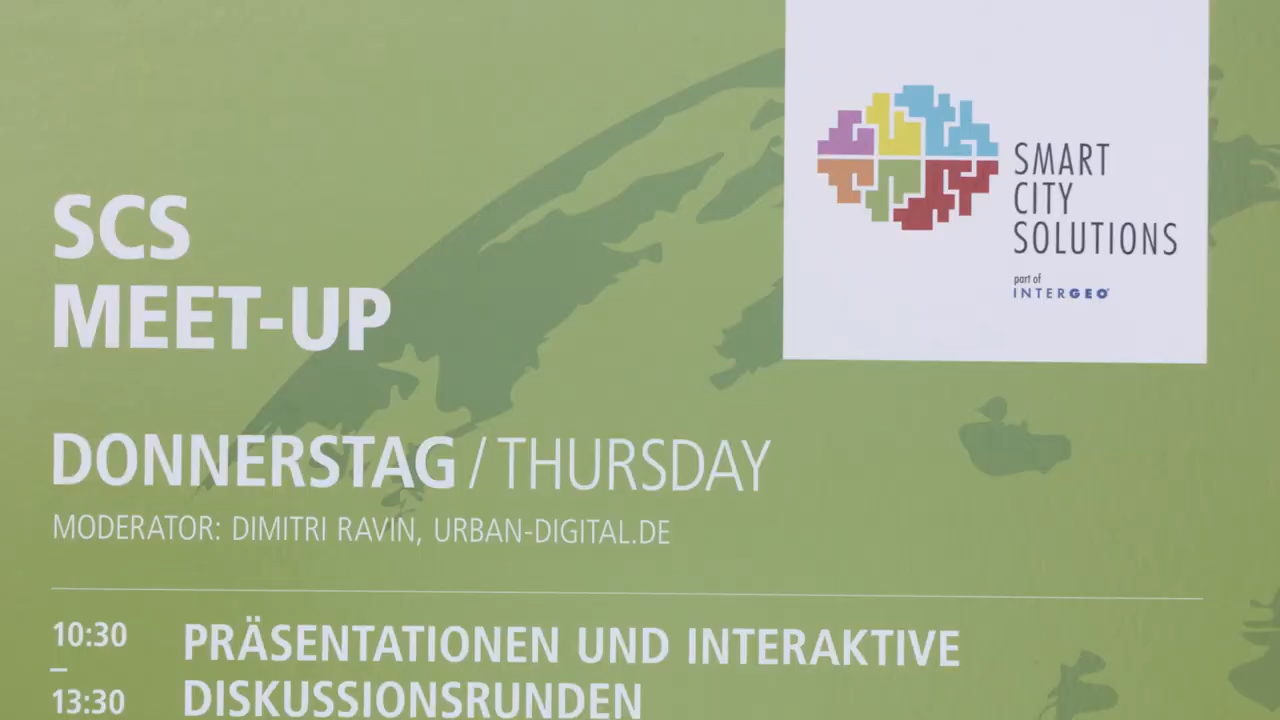 SMART
CITY
SOLUTIONS
part of
INTERGEO
SCS
MEET-UP
DONNERSTAG / THURSDAY
MODERATOR: DIMITRI RAVIN, URBAN-DIGITAL.DE
10:30
–
13:30
PRÄSENTATIONEN UND INTERAKTIVE
DISKUSSIONSRUNDEN